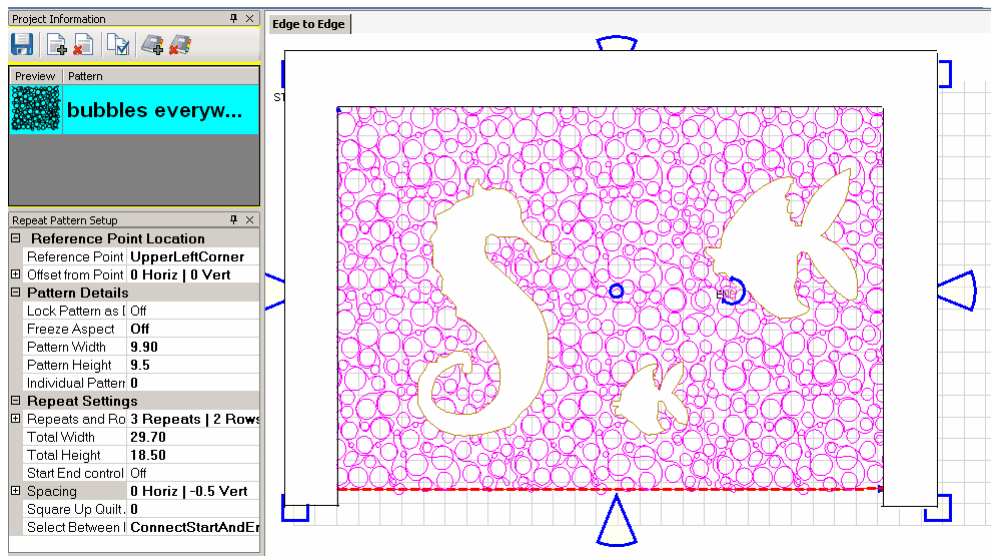 Project Information
Edge to Edge
Preview Pattern
bubbles everyw...
ST
Repeat Pattern Setup
Reference Point Location
Reference Point UpperLeftCorner
Offset from Point 0 Horiz | 0 Vert
Pattern Details
Lock Pattern as Off
Freeze Aspect Off
Pattern Width 9.90
Pattern Height 9.5
Individual Pattern 0
Repeat Settings
Repeats and Ro 3 Repeats | 2 Rows
Total Width 29.70
Total Height 18.50
Start End control Off
Spacing 0 Horiz | -0.5 Vert
Square Up Quilt. 0
Select Between ConnectStartAndEr